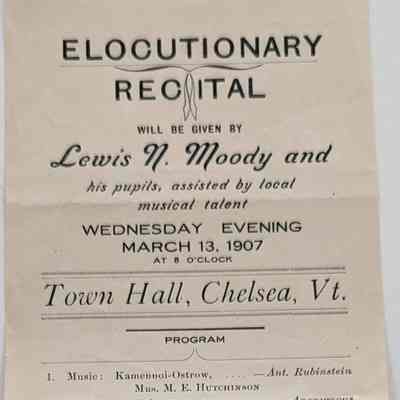 ELOCUTIONARY
RECITAL
WILL BE GIVEN BY
Lewis N. Moody and
his pupils, assisted by local
musical talent
WEDNESDAY EVENING
MARCH 13, 1907
AT 8 O'CLOCK
Town Hall, Chelsea, Vt.
PROGRAM
1. Music: Kamennoi-Ostrow, .... —Ant. Rubinstein
MRS. M. E. HUTCHINSON